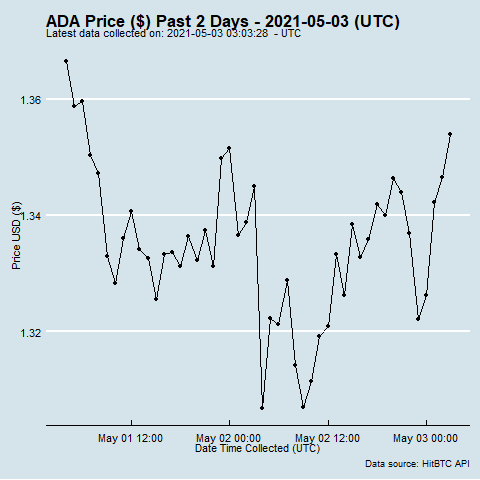 ADA Price ($) Past 2 Days - 2021-05-03 (UTC)
Latest data collected on: 2021-05-03 03:03:28 - UTC
1.36
1.34
1.32
Price USD ($)
May 01 12:00
May 02 00:00
May 02 12:00
May 03 00:00
Date Time Collected (UTC)
Data source: HitBTC API